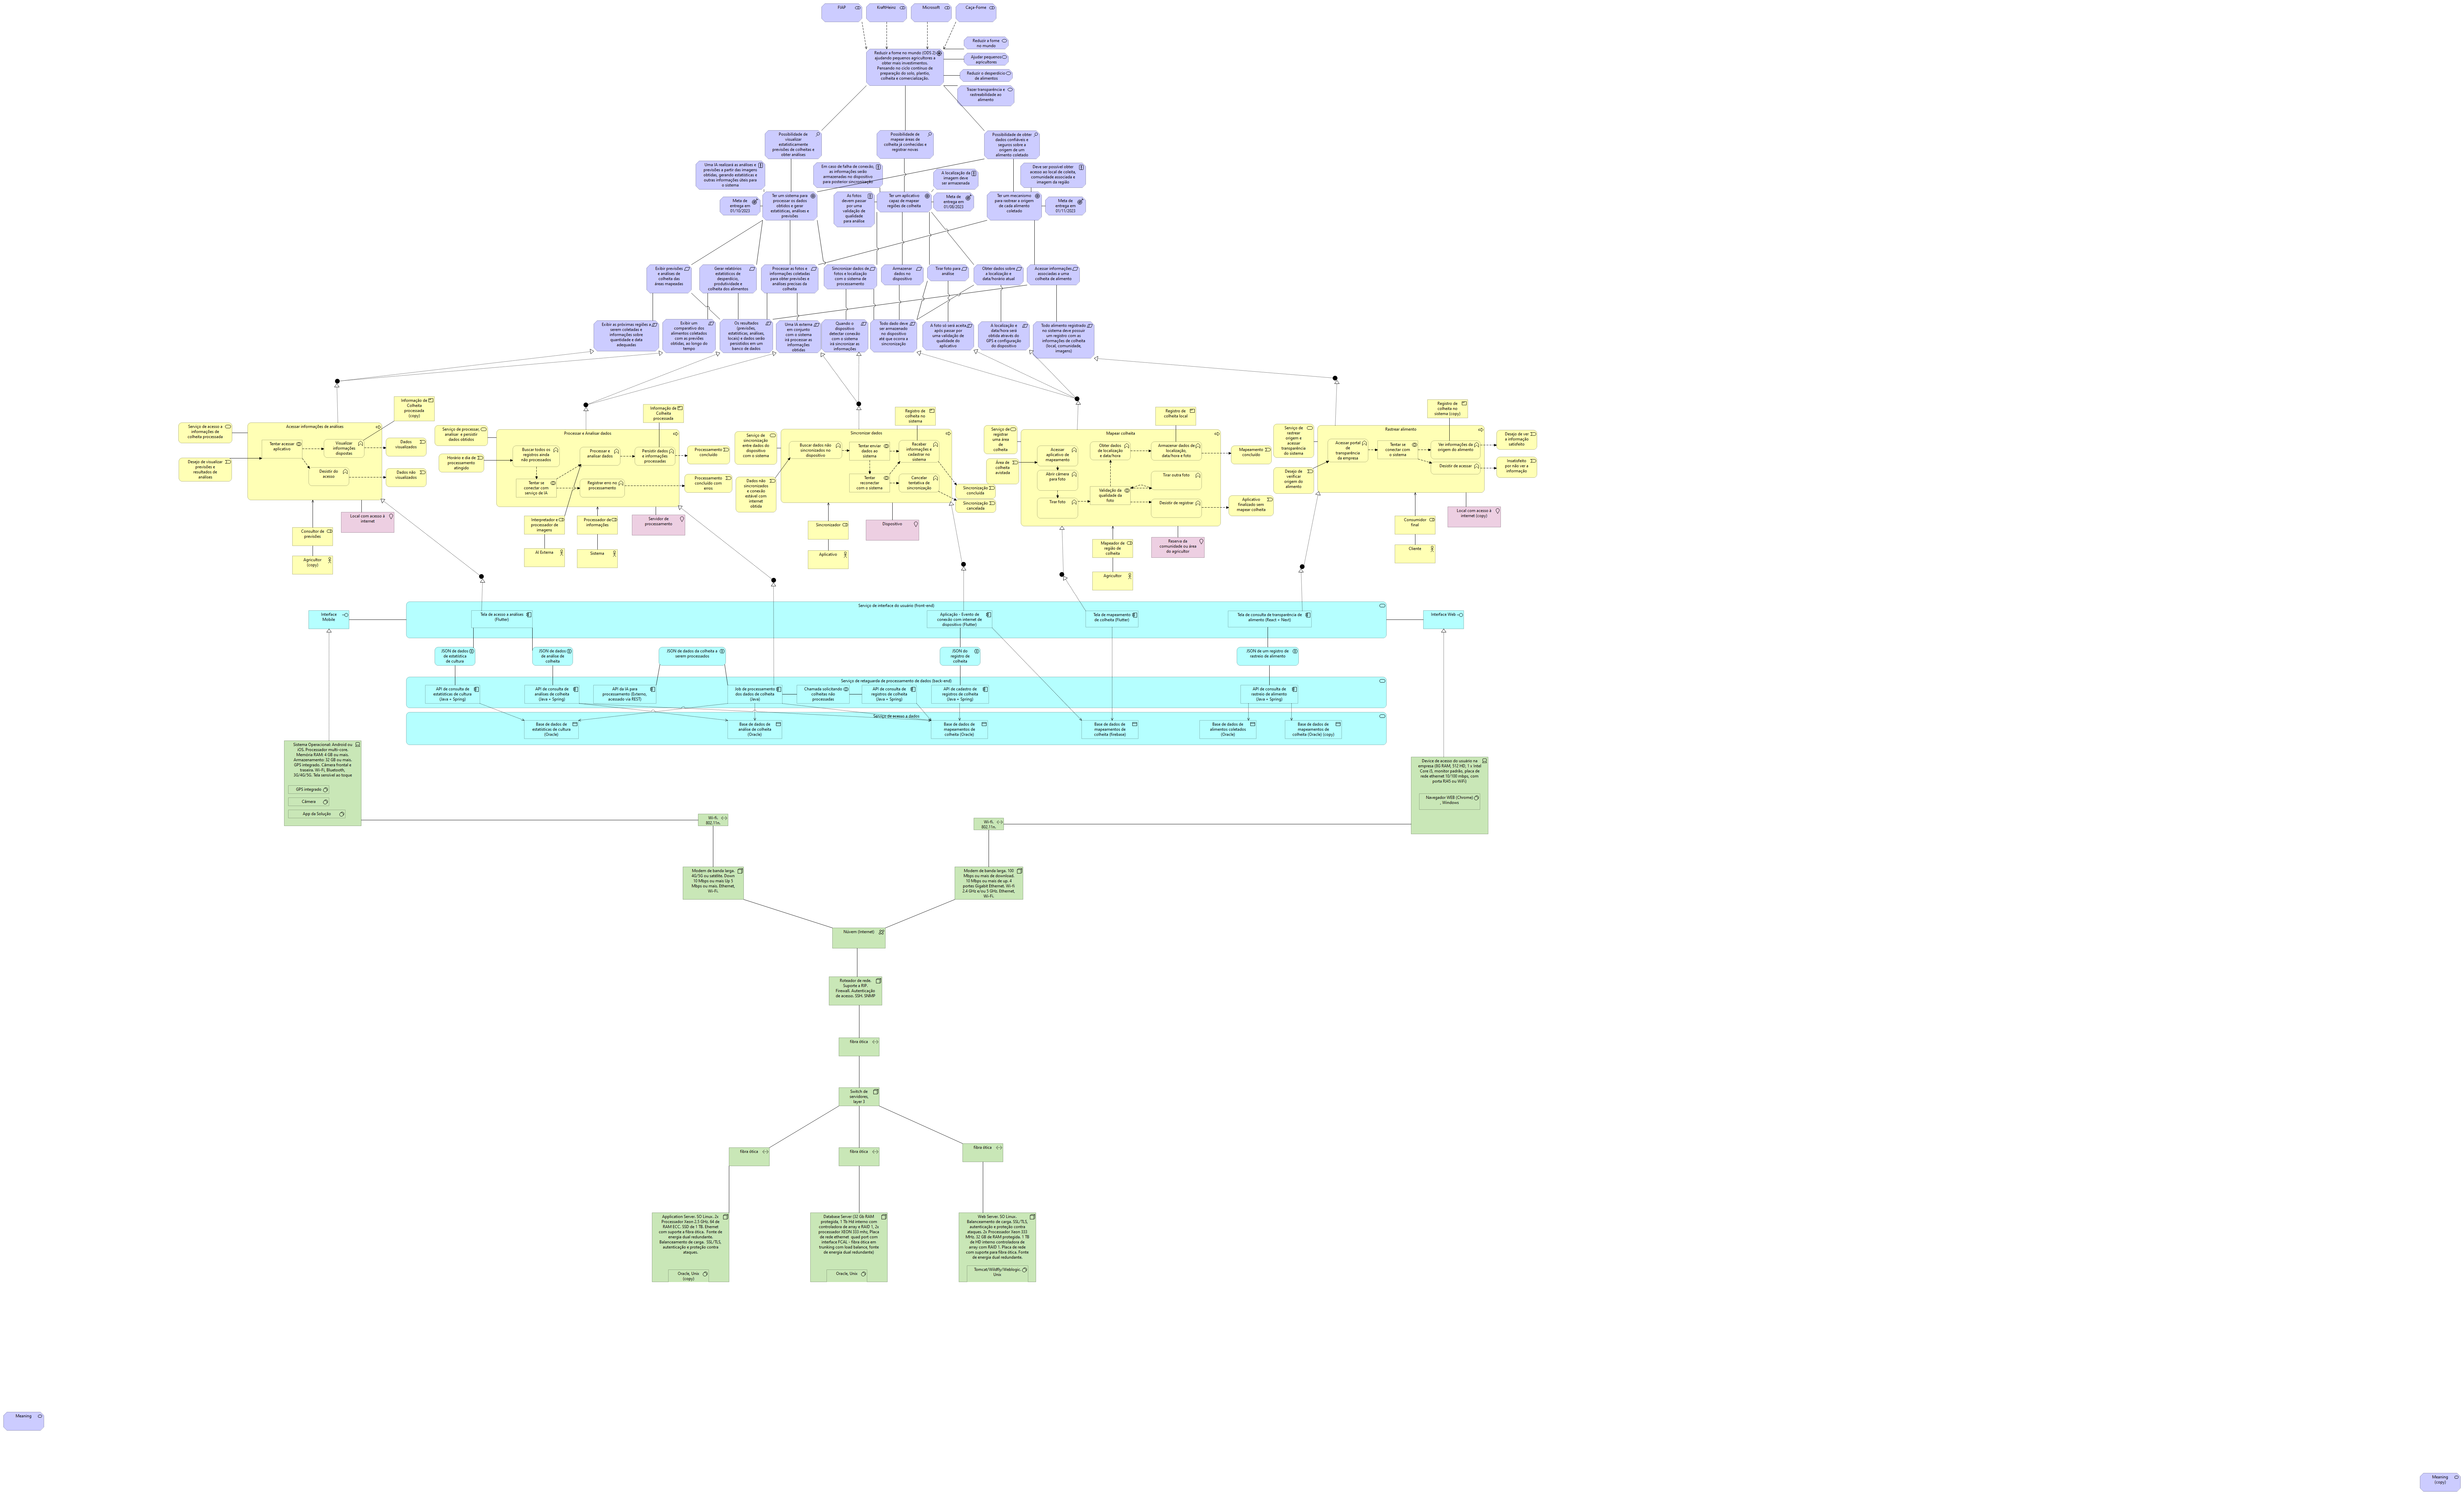 FIAP
KraftHeinz
Microsoft
Caça-Fome
Reduzir a fome no mundo (ODS 2)
ajudando pequenos agricultores a
obter mais investimentos.
Pensando no ciclo contínuo de
preparação do solo, plantio,
colheita e comercialização.
Reduzir a fome
no mundo
Ajudar pequenos
agricultores
Reduzir o desperdício
de alimentos
Trazer transparência e
rastreabilidade ao
alimento
Possibilidade de
visualizar
estatisticamente
previsões de colheitas e
obter análises
Possibilidade de
mapear áreas de
colheita já conhecidas e
registrar novas
Possibilidade de obter
dados confiáveis e
seguros sobre a
origem de um
alimento coletado
Uma IA realizará as análises e
previsões a partir das imagens
obtidas, gerando estatísticas e
outras informações úteis para
o sistema
Em caso de falha de conexão,
as informações serão
armazenadas no dispositivo
para posterior sincronização
A localização da
imagem deve
ser armazenada
Deve ser possível obter
acesso ao local da coleta,
comunidade associada e
imagem da região
Meta de
entrega em
01/10/2023
Ter um sistema para
processar os dados
obtidos e gerar
estatísticas, análises e
previsões
As fotos
devem passar
por uma
validação de
qualidade
para análise
Ter um aplicativo
capaz de mapear
regiões de colheita
Meta de
entrega em
01/08/2023
Ter um mecanismo
para rastrear a origem
de cada alimento
coletado
Meta de
entrega em
01/11/2023
Exibir previsões
e análises de
colheita das
áreas mapeadas
Gerar relatórios
estatísticos de
desperdício,
produtividade e
colheita dos alimentos
Processar as fotos e
informações coletadas
para obter previsões e
análises precisas da
colheita
Sincronizar dados de
fotos e localização
com o sistema de
processamento
Armazenar
dados no
dispositivo
Tirar foto para
análise
Obter dados sobre
a localização e
data/horário atual
Acessar informações
associadas a uma
colheita de alimento
Exibir as próximas regiões a
serem coletadas e
informações sobre
quantidade e data
adequadas
Exibir um
comparativo dos
alimentos coletados
com as previões
obtidas, ao longo do
tempo
Os resultados
(previsões,
estatísticas, análises,
locais) e dados serão
persistidos em um
banco de dados
Uma IA externa
em conjunto
com o sistema
irá processar as
informações
obtidas
Quando o
dispositivo
detectar conexão
com o sistema
irá sincronizar as
informações
Todo dado deve
ser armazenado
no dispositivo
até que ocorra a
sincronização
A foto só será aceita
após passar por
uma validação de
qualidade do
aplicativo
A localização e
data/hora será
obtida através do
GPS e configuração
do dispositivo
Todo alimento registrado
no sistema deve possuir
um registro com as
informações de colheita
(local, comunidade,
imagens)
Informação de
Colheita
processada
(copy)
Serviço de acesso a
informações de
colheita processada
Acessar informações de análises
Tentar acessar
aplicativo
Visualizar
informações
dispostas
Desistir do
acesso
Dados
visualizados
Dados não
visualizados
Desejo de visualizar
previsões e
resultados de
análises
Consultor de
previsões
Agricultor
(copy)
Local com acesso à
internet
Informação de
Colheita
processada
Serviço de processar,
analisar e persistir
dados obtidos
Processar e Analisar dados
Buscar todos os
registros ainda
não processados
Processar e
analisar dados
Persistir dados
e informações
processadas
Tentar se
conectar com
serviço de IA
Registrar erro no
processamento
Horário e dia de
processamento
atingido
Processamento
concluído
Processamento
concluído com
erros
Interpretador e
processador de
imagens
AI Externa
Processador de
informações
Sistema
Servidor de
processamento
Registro de
colheita no
sistema
Serviço de
sincronização
entre dados do
dispositivo
com o sistema
Sincronizar dados
Buscar dados não
sincronizados no
dispositivo
Tentar enviar
dados ao
sistema
Receber
informações e
cadastrar no
sistema
Tentar
reconectar
com o sistema
Cancelar
tentativa de
sincronização
Dados não
sincronizados
e conexão
estável com
internet
obtida
Sincronização
concluída
Sincronização
cancelada
Sincronizador
Aplicativo
Dispositivo
Registro de
colheita local
Serviço de
registrar
uma área
de
colheita
Mapear colheita
Acessar
aplicativo de
mapeamento
Obter dados
de localização
e data/hora
Armazenar dados de
localização,
data/hora e foto
Abrir câmera
para foto
Tirar outra foto
Tirar foto
Validação da
qualidade da
foto
Desistir de registrar
Área de
colheita
avistada
Mapeamento
concluído
Aplicativo
finalizado sem
mapear colheita
Mapeador de
região de
colheita
Agricultor
Reserva da
comunidade ou área
do agricultor
Registro de
colheita no
sistema (copy)
Serviço de
rastrear
origem e
acessar
transparência
do sistema
Rastrear alimento
Acessar portal
de
transparência
da empresa
Tentar se
conectar com
o sistema
Ver informações da
origem do alimento
Desistir de acessar
Desejo de
verificar
origem do
alimento
Desejo de ver
a informação
satisfeito
Insatisfeito
por não ver a
informação
Consumidor
final
Cliente
Local com acesso à
internet (copy)
Serviço de interface do usuário (front-end)
Interface
Mobile
Tela de acesso a análises
(Flutter)
Aplicação - Evento de
conexão com internet do
dispositivo (Flutter)
Tela de mapeamento
de colheita (Flutter)
Tela de consulta de transparência de
alimento (React + Next)
Interface Web
JSON de dados
de estatística
de cultura
JSON de dados
de análise de
colheita
JSON de dados da colheita à
serem processados
JSON do
registro de
colheita
JSON de um registro de
rastreio de alimento
Serviço de retaguarda de processamento de dados (back-end)
API de consulta de
estatísticas de cultura
(Java + Spring)
API de consulta de
análises de colheita
(Java + Spring)
API de IA para
processamento (Externo,
acessado via REST)
Job de processamento
dos dados de colheita
(Java)
Chamada solicitando
colheitas não
processadas
API de consulta de
registros de colheita
(Java + Spring)
API de cadastro de
registros de colheita
(Java + Spring)
API de consulta de
rastreio de alimento
(Java + Spring)
Serviço de acesso a dados
Base de dados de
estatísticas de cultura
(Oracle)
Base de dados de
análise de colheita
(Oracle)
Base de dados de
mapeamentos de
colheita (Oracle)
Base de dados de
mapeamentos de
colheita (firebase)
Base de dados de
alimentos coletados
(Oracle)
Base de dados de
mapeamentos de
colheita (Oracle) (copy)
Sistema Operacional: Android ou
iOS. Processador multi-core.
Memória RAM: 4 GB ou mais.
Armazenamento: 32 GB ou mais.
GPS integrado. Câmera frontal e
traseira. Wi-Fi, Bluetooth,
3G/4G/5G. Tela sensível ao toque
GPS integrado
Câmera
App da Solução
Device de acesso do usuário na
empresa (8G RAM, 512 HD, 1 x Intel
Core i5, monitor padrão, placa de
rede ethernet 10/100 mbps, com
porta RJ45 ou WiFi)
Navegador WEB (Chrome)
, Windows
Wi-Fi,
802.11n.
Wi-Fi.
802.11n.
Modem de banda larga.
4G/5G ou satélite. Down
10 Mbps ou mais Up 5
Mbps ou mais. Ethernet,
Wi-Fi.
Modem de banda larga. 100
Mbps ou mais de download.
10 Mbps ou mais de up. 4
portas Gigabit Ethernet. Wi-Fi
2.4 GHz e/ou 5 GHz. Ethernet,
Wi-Fi.
Núvem (Internet)
Roteador de rede.
Suporte a RIP.
Firewall. Autenticação
de acesso. SSH. SNMP
fibra ótica
Switch de
servidores,
layer 3
fibra ótica
fibra ótica
fibra ótica
Application Server, SO Linux. 2x
Processador Xeon 2.5 GHz. 64 de
RAM ECC. SSD de 1 TB. Ehernet
com suporte a fibra ótica. Fonte de
energia dual redundante.
Balanceamento de carga. SSL/TLS,
autenticação e proteção contra
ataques.
Oracle, Unix
(copy)
Database Server (32 Gb RAM
protegida, 1 Tb Hd interno com
controladora de array e RAID 1, 2x
processador XEON 333 mhz, Placa
de rede ethernet quad port com
interface FCAL - fibra ótica em
trunking com load balance, fonte
de energia dual redundante)
Oracle, Unix
Web Server. SO Linux.
Balanceamento de carga. SSL/TLS,
autenticação e proteção contra
ataques. 2x Processador Xeon 333
MHz. 32 GB de RAM protegida. 1 TB
de HD interno controladora de
array com RAID 1. Placa de rede
com suporte para fibra ótica. Fonte
de energia dual redundante.
Tomcat/Wildfly/Weblogic,
Unix
Meaning
Meaning
(copy)